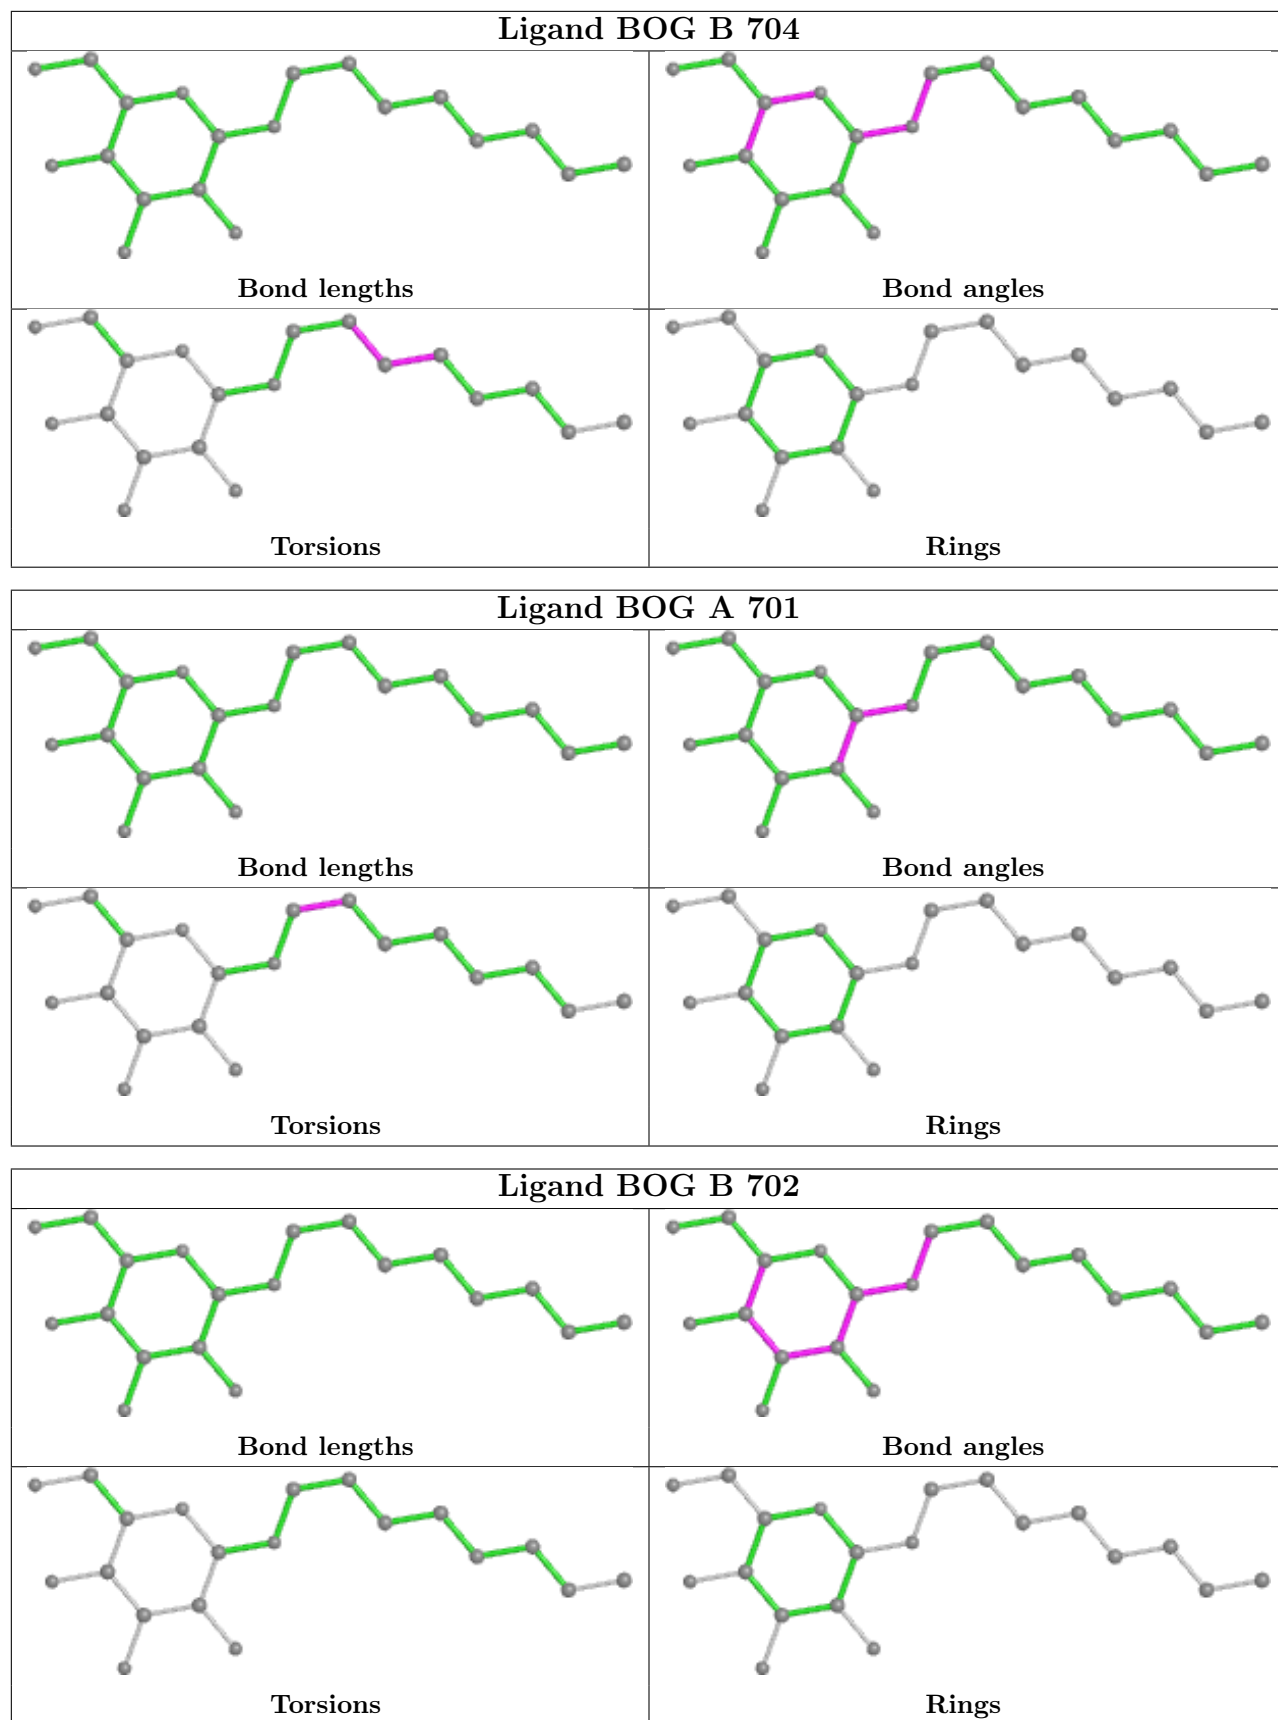 Ligand BOG B 704
Bond lengths
Bond angles
Torsions
Rings
Ligand BOG A 701
Bond lengths
Bond angles
Torsions
Rings
Ligand BOG B 702
Bond lengths
Bond angles
Torsions
Rings